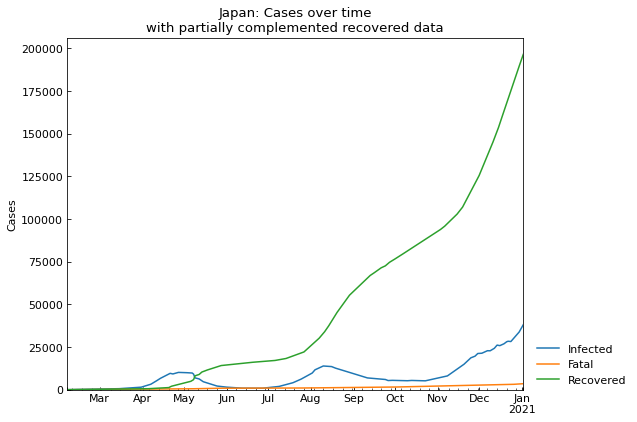 Japan: Cases over time
with partially complemented recovered data
Cases
200000
175000
150000
125000
100000
75000
50000
25000
0
Mar Apr May Jun Jul Aug Sep Oct Nov Dec Jan
2021
Infected
Fatal
Recovered